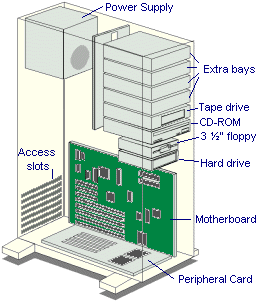 Power Supply
Extra bays
Tape drive
CD-ROM
3 ½" floppy
Hard drive
Access
slots
Motherboard
Peripheral Card